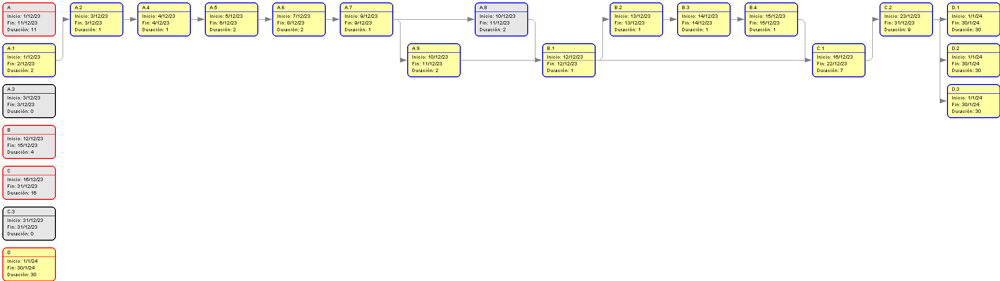 A
Inicio: 1/12/23
Fin: 11/12/23
Duración: 11
A.2
Inicio: 3/12/23
Fin: 3/12/23
Duración: 1
A.4
Inicio: 4/12/23
Fin: 4/12/23
Duración: 1
A.5
Inicio: 5/12/23
Fin: 6/12/23
Duración: 2
A.6
Inicio: 7/12/23
Fin: 8/12/23
Duración: 2
A.7
Inicio: 9/12/23
Fin: 9/12/23
Duración: 1
A.8
Inicio: 10/12/23
Fin: 11/12/23
Duración: 2
B.2
Inicio: 13/12/23
Fin: 13/12/23
Duración: 1
B.3
Inicio: 14/12/23
Fin: 14/12/23
Duración: 1
B.4
Inicio: 15/12/23
Fin: 15/12/23
Duración: 1
C.2
Inicio: 23/12/23
Fin: 31/12/23
Duración: 9
D.1
Inicio: 1/1/24
Fin: 30/1/24
Duración: 30
A.1
Inicio: 1/12/23
Fin: 2/12/23
Duración: 2
A.9
Inicio: 10/12/23
Fin: 11/12/23
Duración: 2
B.1
Inicio: 12/12/23
Fin: 12/12/23
Duración: 1
C.1
Inicio: 16/12/23
Fin: 22/12/23
Duración: 7
D.2
Inicio: 1/1/24
Fin: 30/1/24
Duración: 30
A.3
Inicio: 3/12/23
Fin: 3/12/23
Duración: 0
D.3
Inicio: 1/1/24
Fin: 30/1/24
Duración: 30
B
Inicio: 12/12/23
Fin: 15/12/23
Duración: 4
C
Inicio: 16/12/23
Fin: 31/12/23
Duración: 16
C.3
Inicio: 31/12/23
Fin: 31/12/23
Duración: 0
D
Inicio: 1/1/24
Fin: 30/1/24
Duración: 30